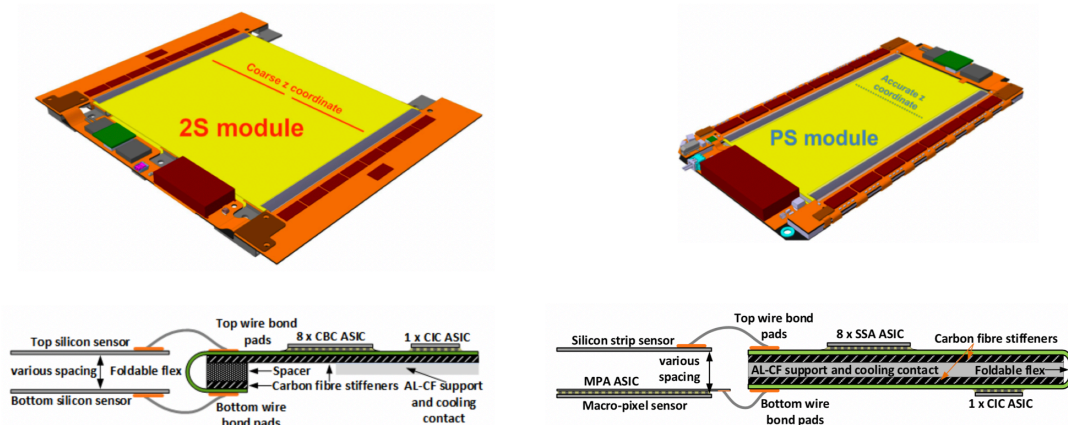 Coarse z coordinate
2S module
Accurate z
coordinate
PS module
Top silicon sensor
various spacing
Bottom silicon sensor
Foldable flex
Top wire bond
pads
8 x CBC ASIC
1 x CIC ASIC
Spacer
Carbon fibre stiffeners
Bottom wire
bond pads
AL-CF support
and cooling
contact
Silicon strip sensor
various
spacing
MPA ASIC
Macro-pixel sensor
Top wire bond
pads
8 x SSA ASIC
Carbon fibre stiffeners
AL-CF support and cooling contact
Foldable flex
Bottom wire
bond pads
1 x CIC ASIC